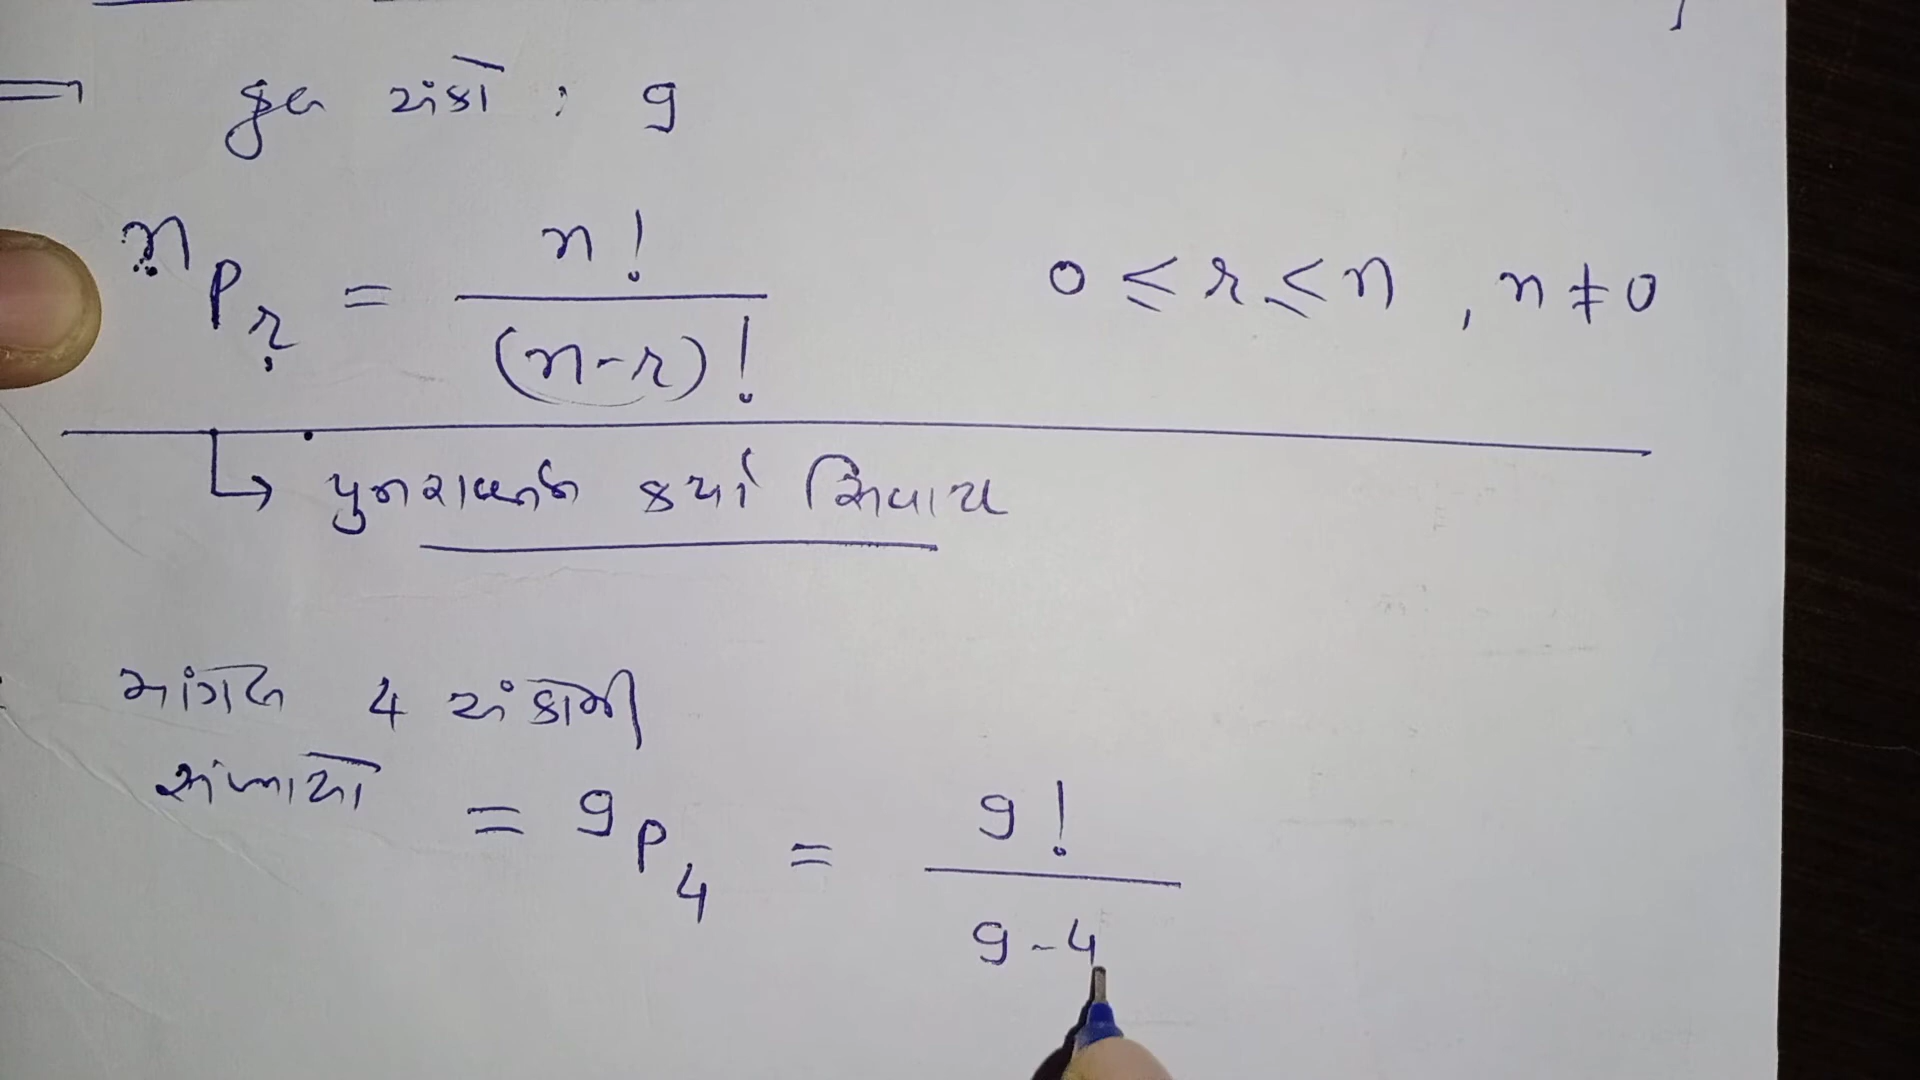 કુલ અંકો : 9
nPr = n! / (n-r)!   0 ≤ r ≤ n , n ≠ 0
↳ પુનરાવર્તન કર્યા સિવાય
માંગેલ 4 અંકોની
સંખ્યાઓ = 9P4 = 9! / 9-4